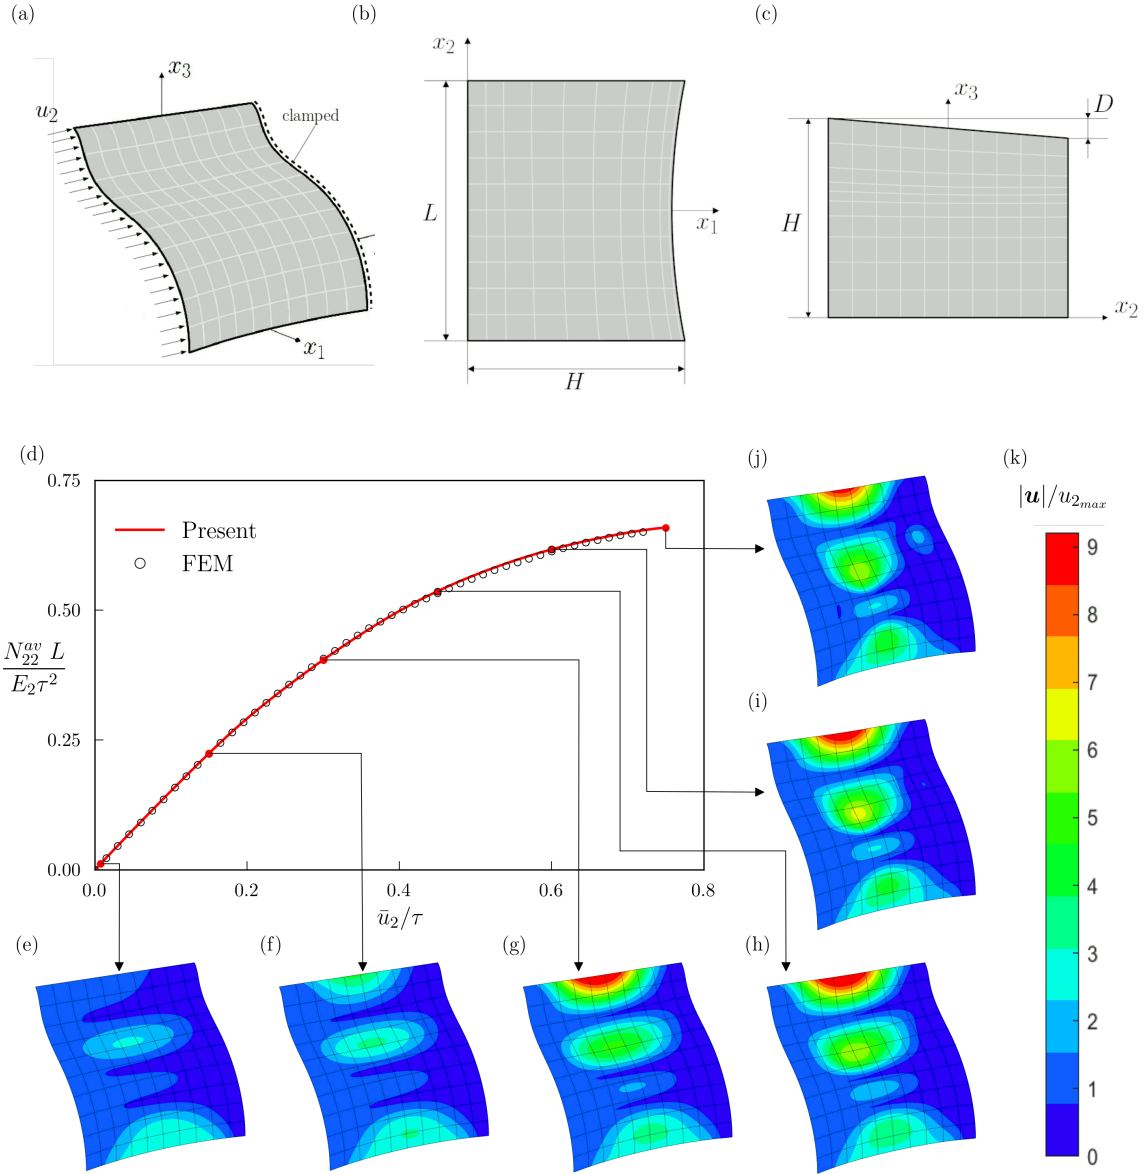 (a)
(b)
(c)
x₃
u₂
clamped
x₁
x₂
L
x₁
H
x₃
D
H
x₂
(d)
0.75
0.50
0.25
0.00
N₂₂ᵃᵛ L
E₂τ²
Present
FEM
0.0
0.2
0.4
0.6
0.8
ū₂/τ
(j)
(k)
|u|/u₂ₘₐₓ
9
8
7
6
5
4
3
2
1
0
(i)
(e)
(f)
(g)
(h)